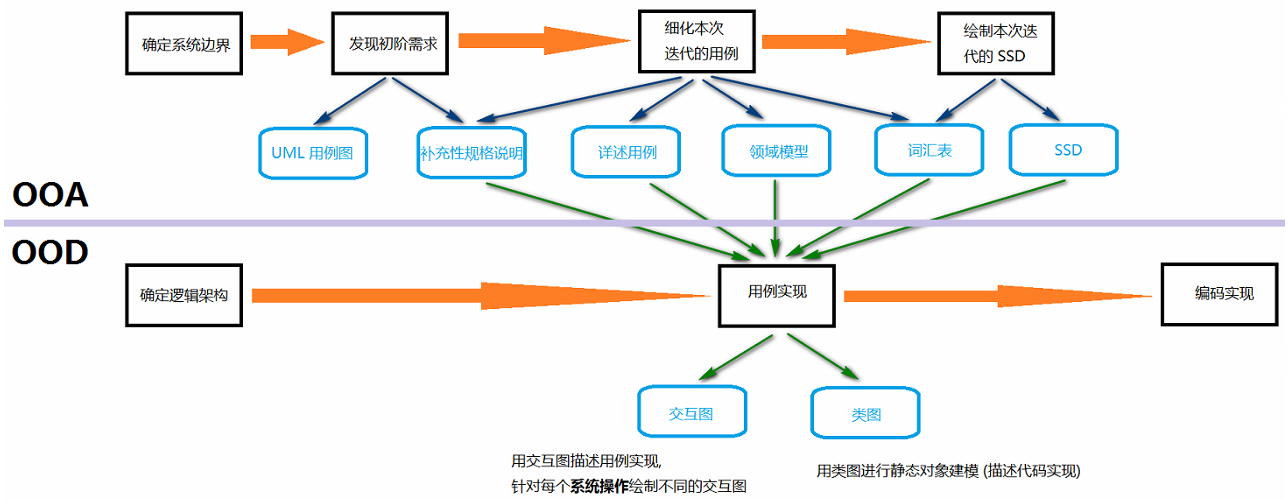 确定系统边界
发现初阶需求
细化本次
迭代的用例
绘制本次迭
代的 SSD
UML 用例图
补充性规格说明
详述用例
领域模型
词汇表
SSD
OOA
OOD
确定逻辑架构
用例实现
编码实现
交互图
类图
用交互图描述用例实现,
针对每个系统操作绘制不同的交互图
用类图进行静态对象建模 (描述代码实现)